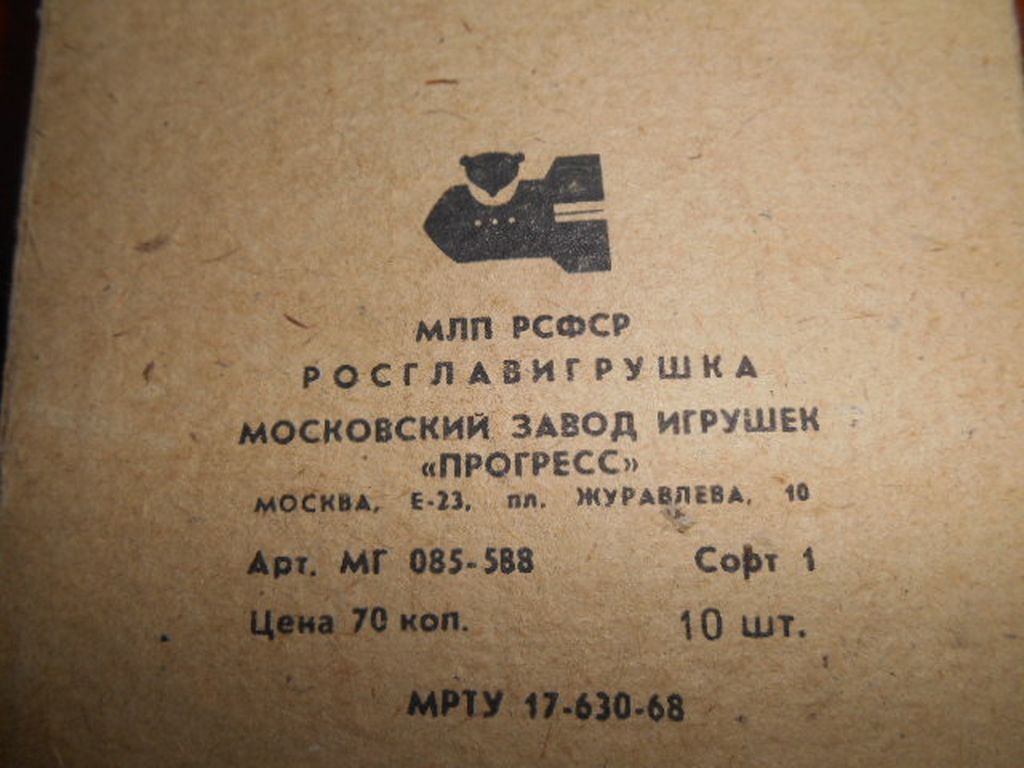 МЛП РСФСР
РОСГЛАВИГРУШКА
МОСКОВСКИЙ ЗАВОД ИГРУШЕК
«ПРОГРЕСС»
МОСКВА, Е-23, пл. ЖУРАВЛЕВА, 10
Арт. МГ 085-588 Сорт 1
Цена 70 коп. 10 шт.
МРТУ 17-630-68